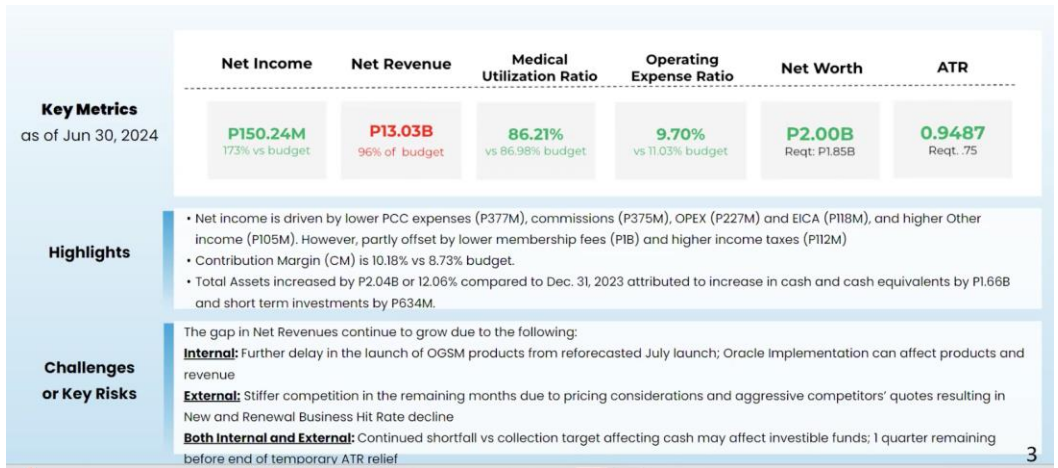 Net Income
Net Revenue
Medical
Utilization Ratio
Operating
Expense Ratio
Net Worth
ATR
Key Metrics
as of Jun 30, 2024
P150.24M
173% vs budget
P13.03B
96% of budget
86.21%
vs 86.98% budget
9.70%
vs 11.03% budget
P2.00B
Reqt: P1.85B
0.9487
Reqt. .75
Highlights
• Net income is driven by lower PCC expenses (P377M), commissions (P375M), OPEX (P227M) and EICA (P118M), and higher Other
income (P105M). However, partly offset by lower membership fees (P1B) and higher income taxes (P112M)
• Contribution Margin (CM) is 10.18% vs 8.73% budget.
• Total Assets increased by P2.04B or 12.06% compared to Dec. 31, 2023 attributed to increase in cash and cash equivalents by P1.66B
and short term investments by P634M.
Challenges
or Key Risks
The gap in Net Revenues continue to grow due to the following:
Internal: Further delay in the launch of OGSM products from reforecasted July launch; Oracle Implementation can affect products and
revenue
External: Stiffer competition in the remaining months due to pricing considerations and aggressive competitors' quotes resulting in
New and Renewal Business Hit Rate decline
Both Internal and External: Continued shortfall vs collection target affecting cash may affect investible funds; 1 quarter remaining
before end of temporary ATR relief
3